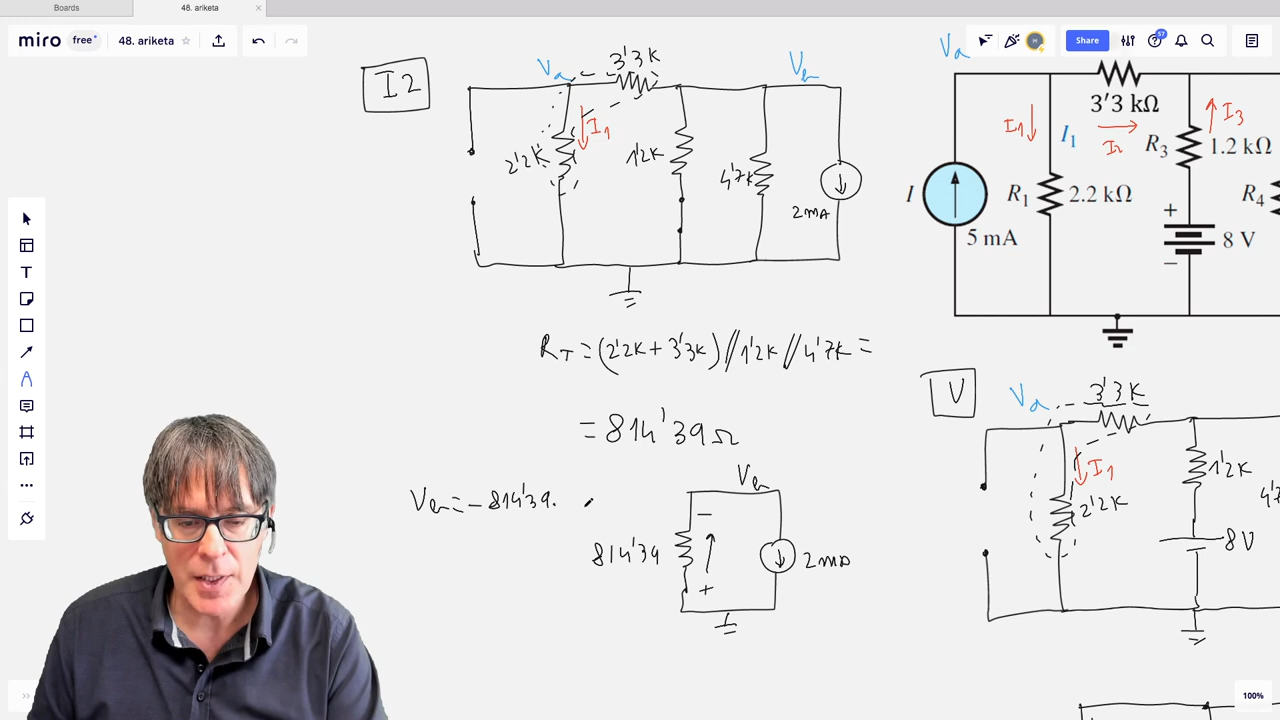 Boards
48. ariketa
miro
free
48. ariketa
Share
57
I2
Va
3'3K
Vb
2'2K
I1
1'2K
4'7K
2mA
RT=(2'2K+3'3K)//1'2K//4'7K=
=814'39Ω
Vb=-814'39.
Vb
-
814'39
+
2mA
Va
3'3 kΩ
I1
I1
I2
R3
I3
1.2 kΩ
I
R1
2.2 kΩ
R4
5 mA
+
8 V
-
V
Va
3'3K
I1
2'2K
1'2K
8V
100%